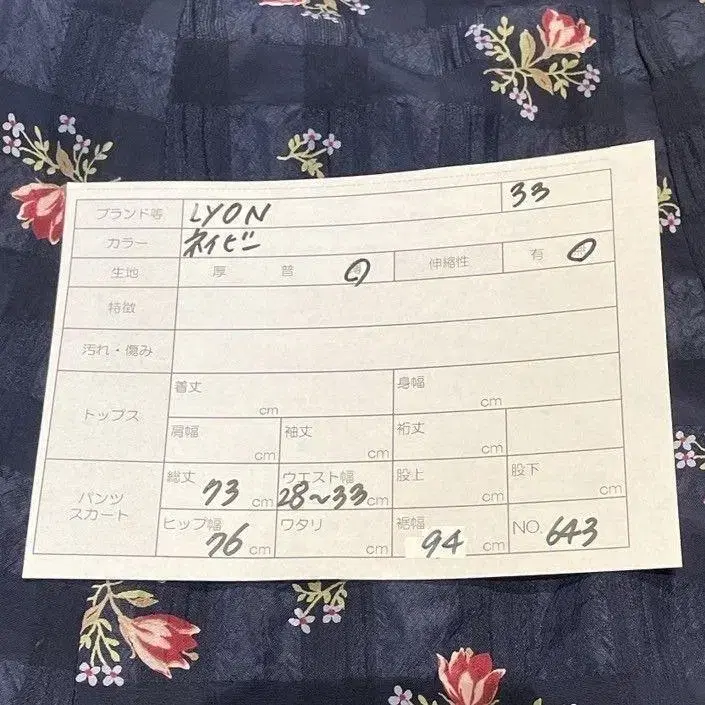 ブランド等 LYON 33
カラー ネイビー
生地 厚 普 伸縮性 有
特徴
汚れ・傷み
トップス 着丈 cm 身幅 cm
肩幅 cm 袖丈 cm 裄丈 cm
パンツ スカート 総丈 73 cm ウエスト幅 28~33 cm 股上 cm 股下 cm
ヒップ幅 76 cm ワタリ cm 裾幅 94 cm NO. 643